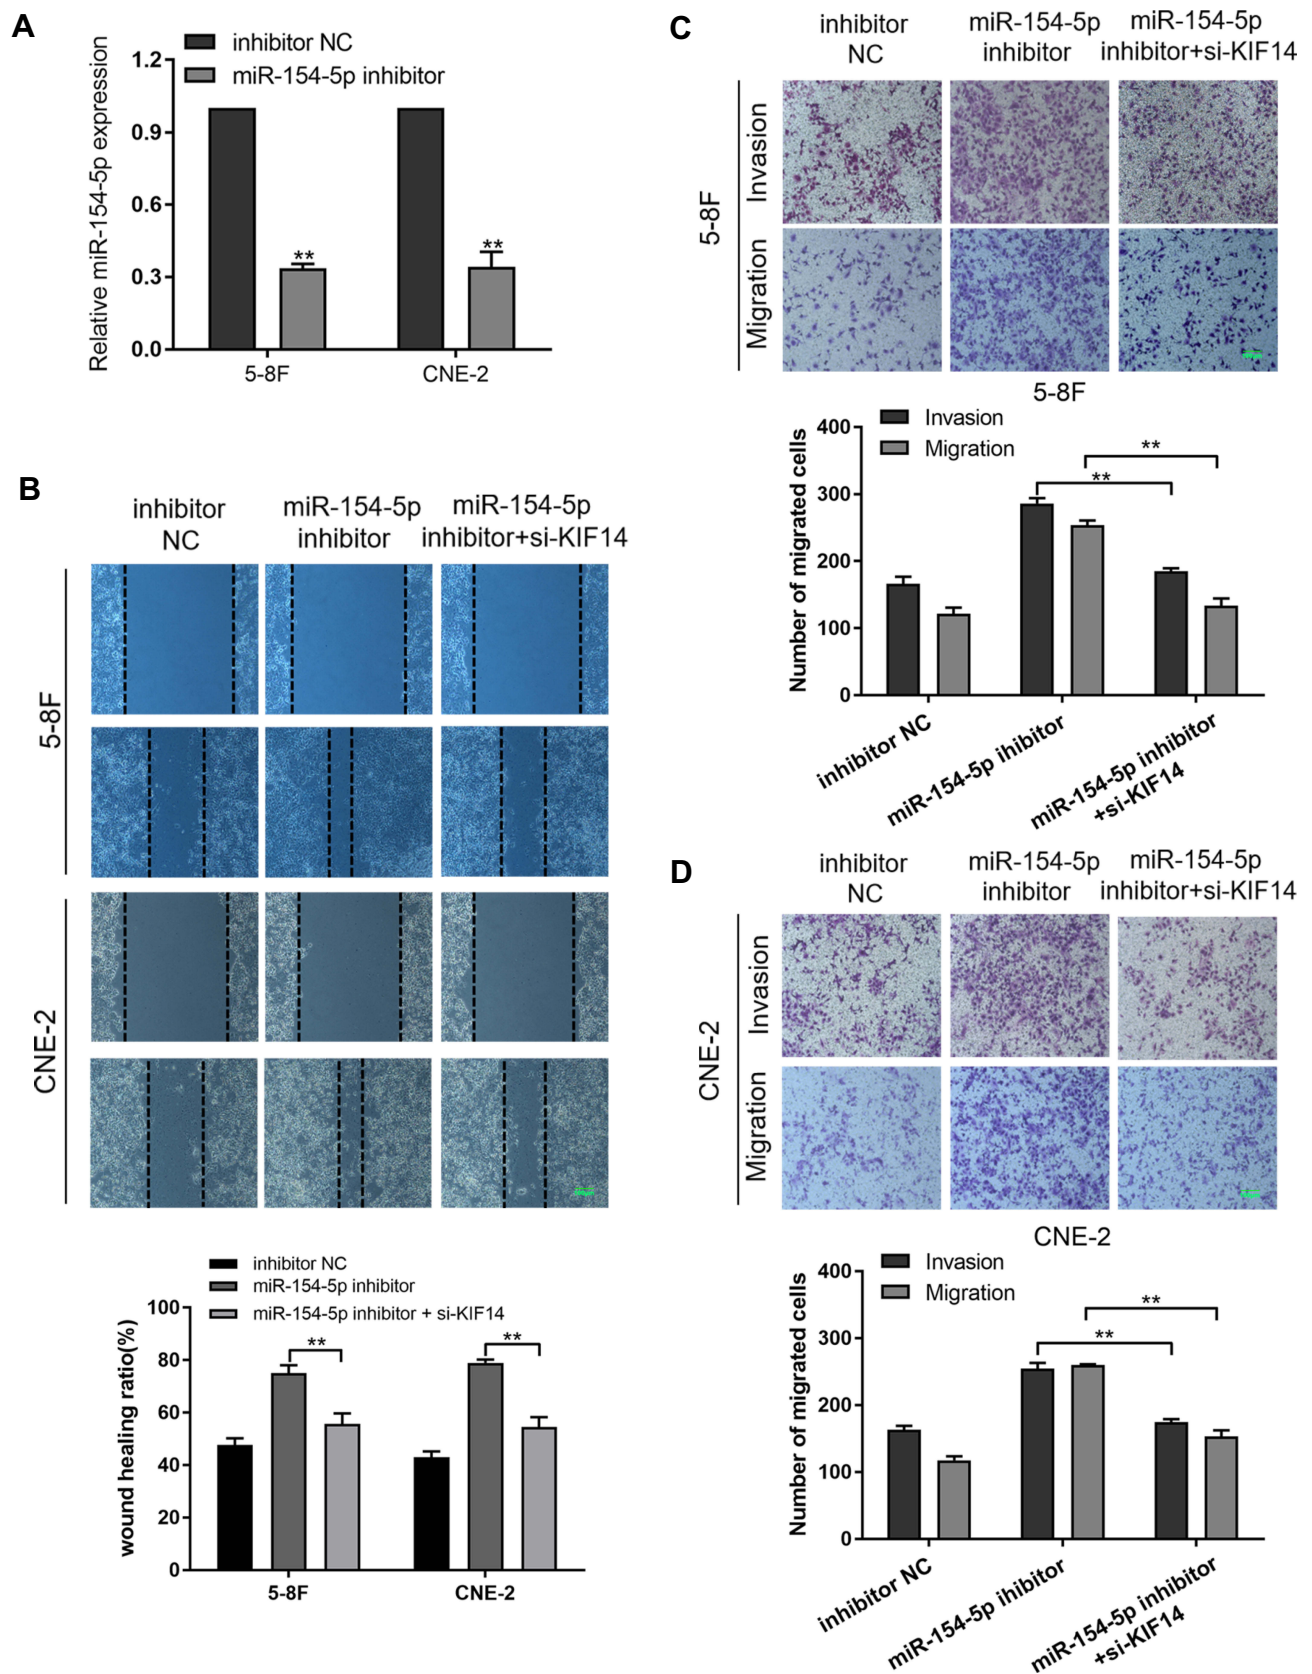 A
inhibitor NC
miR-154-5p inhibitor
Relative miR-154-5p expression
1.2
0.9
0.6
0.3
0.0
**
**
5-8F
CNE-2
B
inhibitor
NC
miR-154-5p
inhibitor
miR-154-5p
inhibitor+si-KIF14
5-8F
CNE-2
inhibitor NC
miR-154-5p inhibitor
miR-154-5p inhibitor + si-KIF14
wound healing ratio(%)
100
80
60
40
20
0
**
**
5-8F
CNE-2
C
inhibitor
NC
miR-154-5p
inhibitor
miR-154-5p
inhibitor+si-KIF14
5-8F
Invasion
Migration
5-8F
Invasion
Migration
Number of migrated cells
400
300
200
100
0
**
**
inhibitor NC
miR-154-5p ihibitor
miR-154-5p inhibitor
+si-KIF14
D
inhibitor
NC
miR-154-5p
inhibitor
miR-154-5p
inhibitor+si-KIF14
CNE-2
Invasion
Migration
CNE-2
Invasion
Migration
Number of migrated cells
400
300
200
100
0
**
**
inhibitor NC
miR-154-5p ihibitor
miR-154-5p inhibitor
+si-KIF14